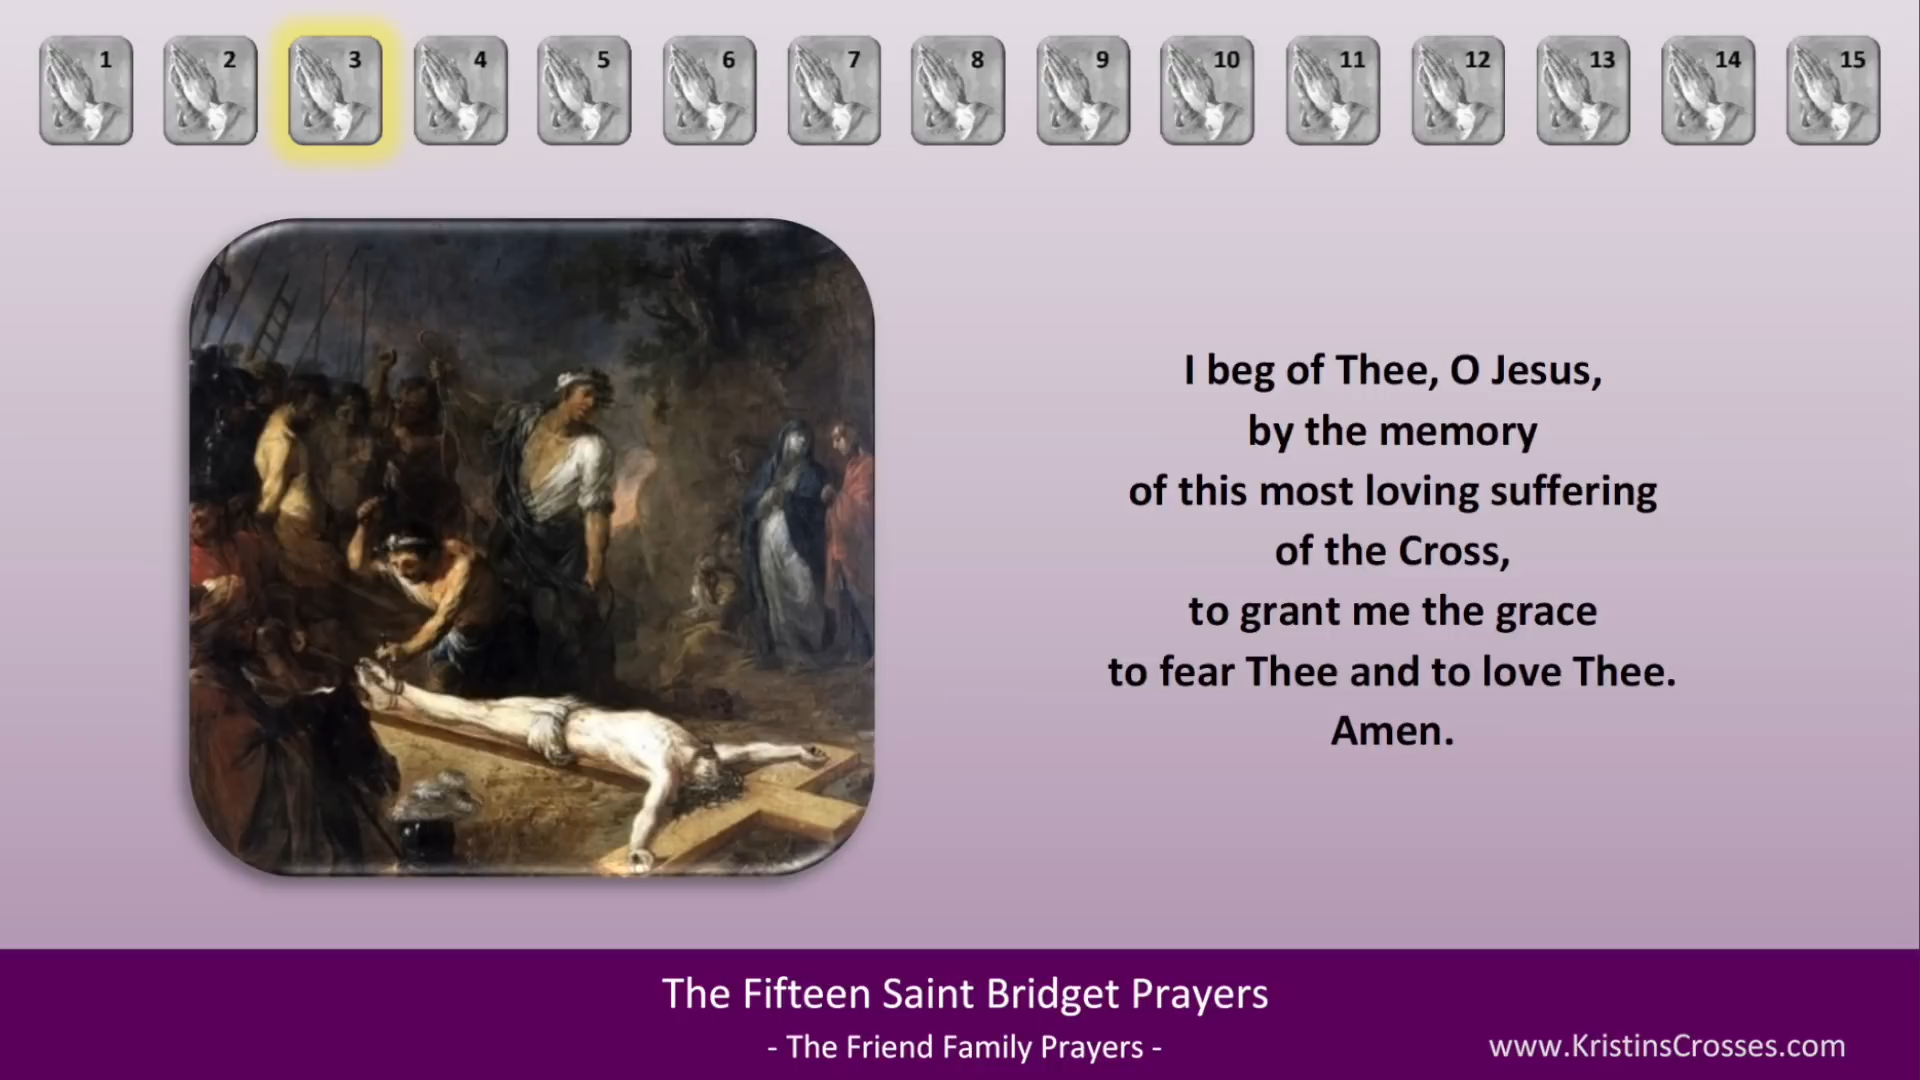 1 2 3 4 5 6 7 8 9 10 11 12 13 14 15
I beg of Thee, O Jesus,
by the memory
of this most loving suffering
of the Cross,
to grant me the grace
to fear Thee and to love Thee.
Amen.
The Fifteen Saint Bridget Prayers
- The Friend Family Prayers -
www.KristinsCrosses.com